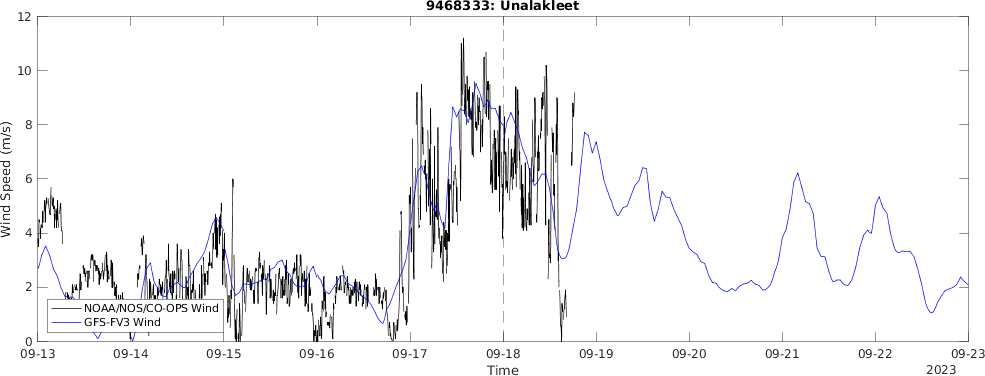 9468333: Unalakleet
Wind Speed (m/s)
12
10
8
6
4
2
0
NOAA/NOS/CO-OPS Wind
GFS-FV3 Wind
09-13 09-14 09-15 09-16 09-17 09-18 09-19 09-20 09-21 09-22 09-23
Time
2023